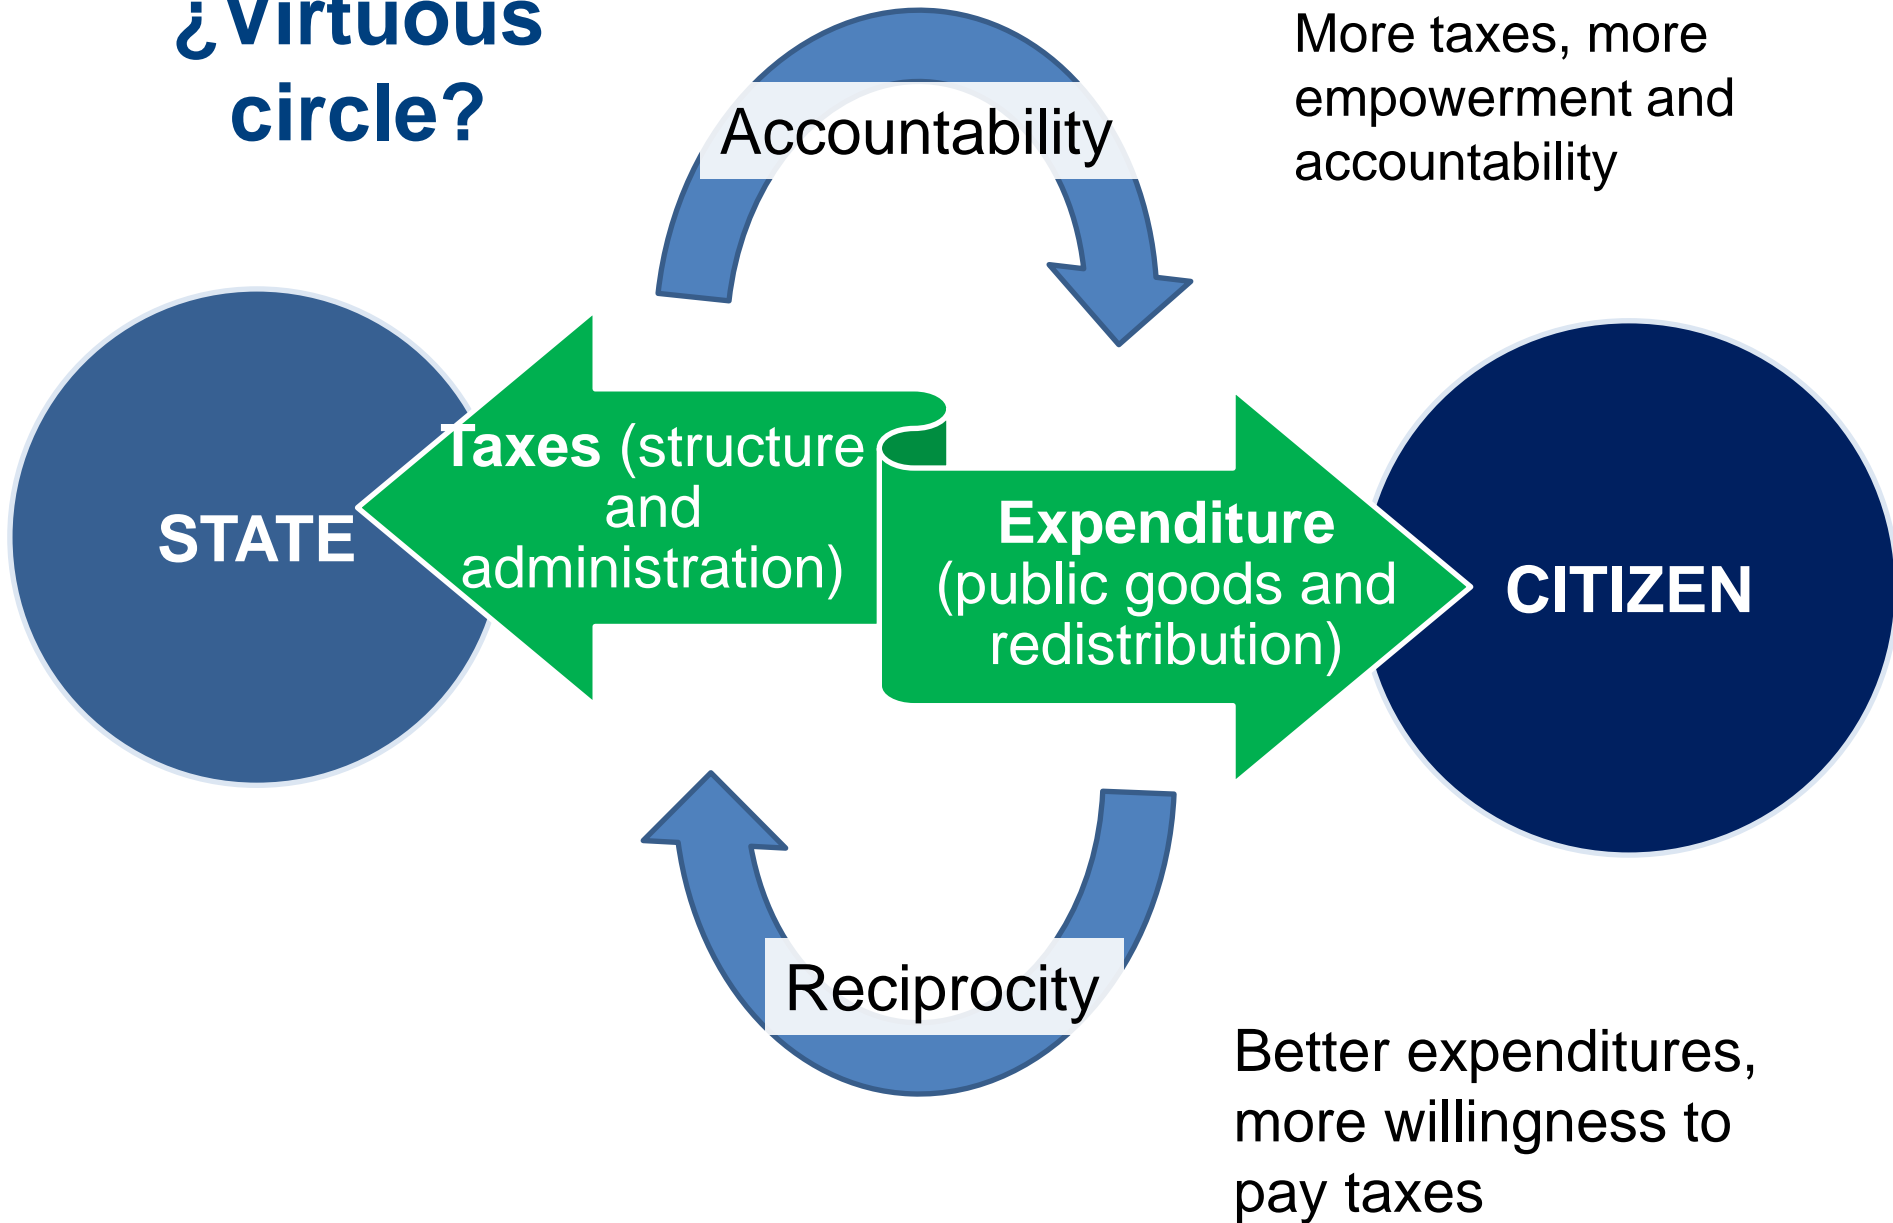 ¿Virtuous
circle?
More taxes, more
empowerment and
accountability
Accountability
STATE
Taxes (structure
and
administration)
Expenditure
(public goods and
redistribution)
CITIZEN
Reciprocity
Better expenditures,
more willingness to
pay taxes